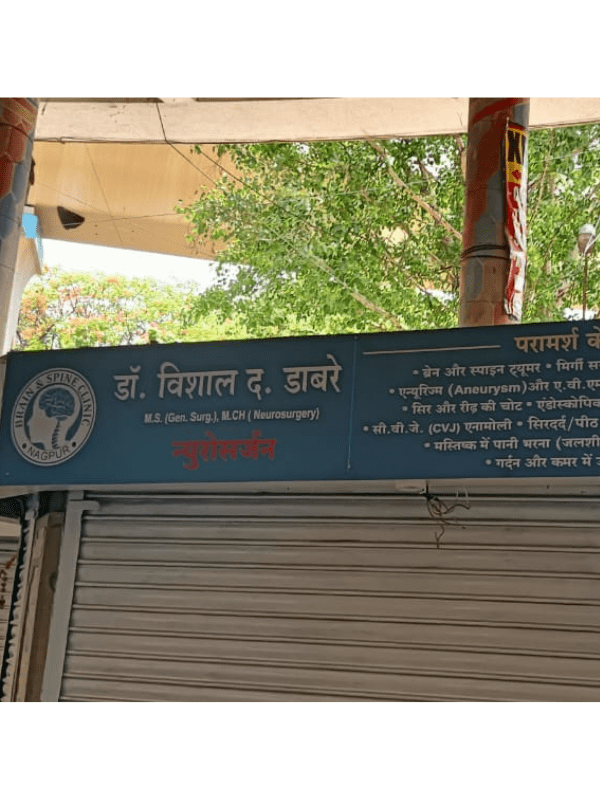 BRAIN & SPINE CLINIC
NAGPUR
डॉ. विशाल द. डाबरे
M.S. (Gen. Surg.), M.CH ( Neurosurgery)
न्युरोसर्जन
परामर्श
• ब्रेन और स्पाइन ट्यूमर • मिर्गी
• एन्यूरिज्म (Aneurysm) और ए.वी.एम
• सिर और रीढ़ की चोट • एंडोस्कोपिक
• सी.वी.जे. (CVJ) एनामोली • सिरदर्द/पीठ
• मस्तिष्क में पानी भरना (जलशी
• गर्दन और कमर में